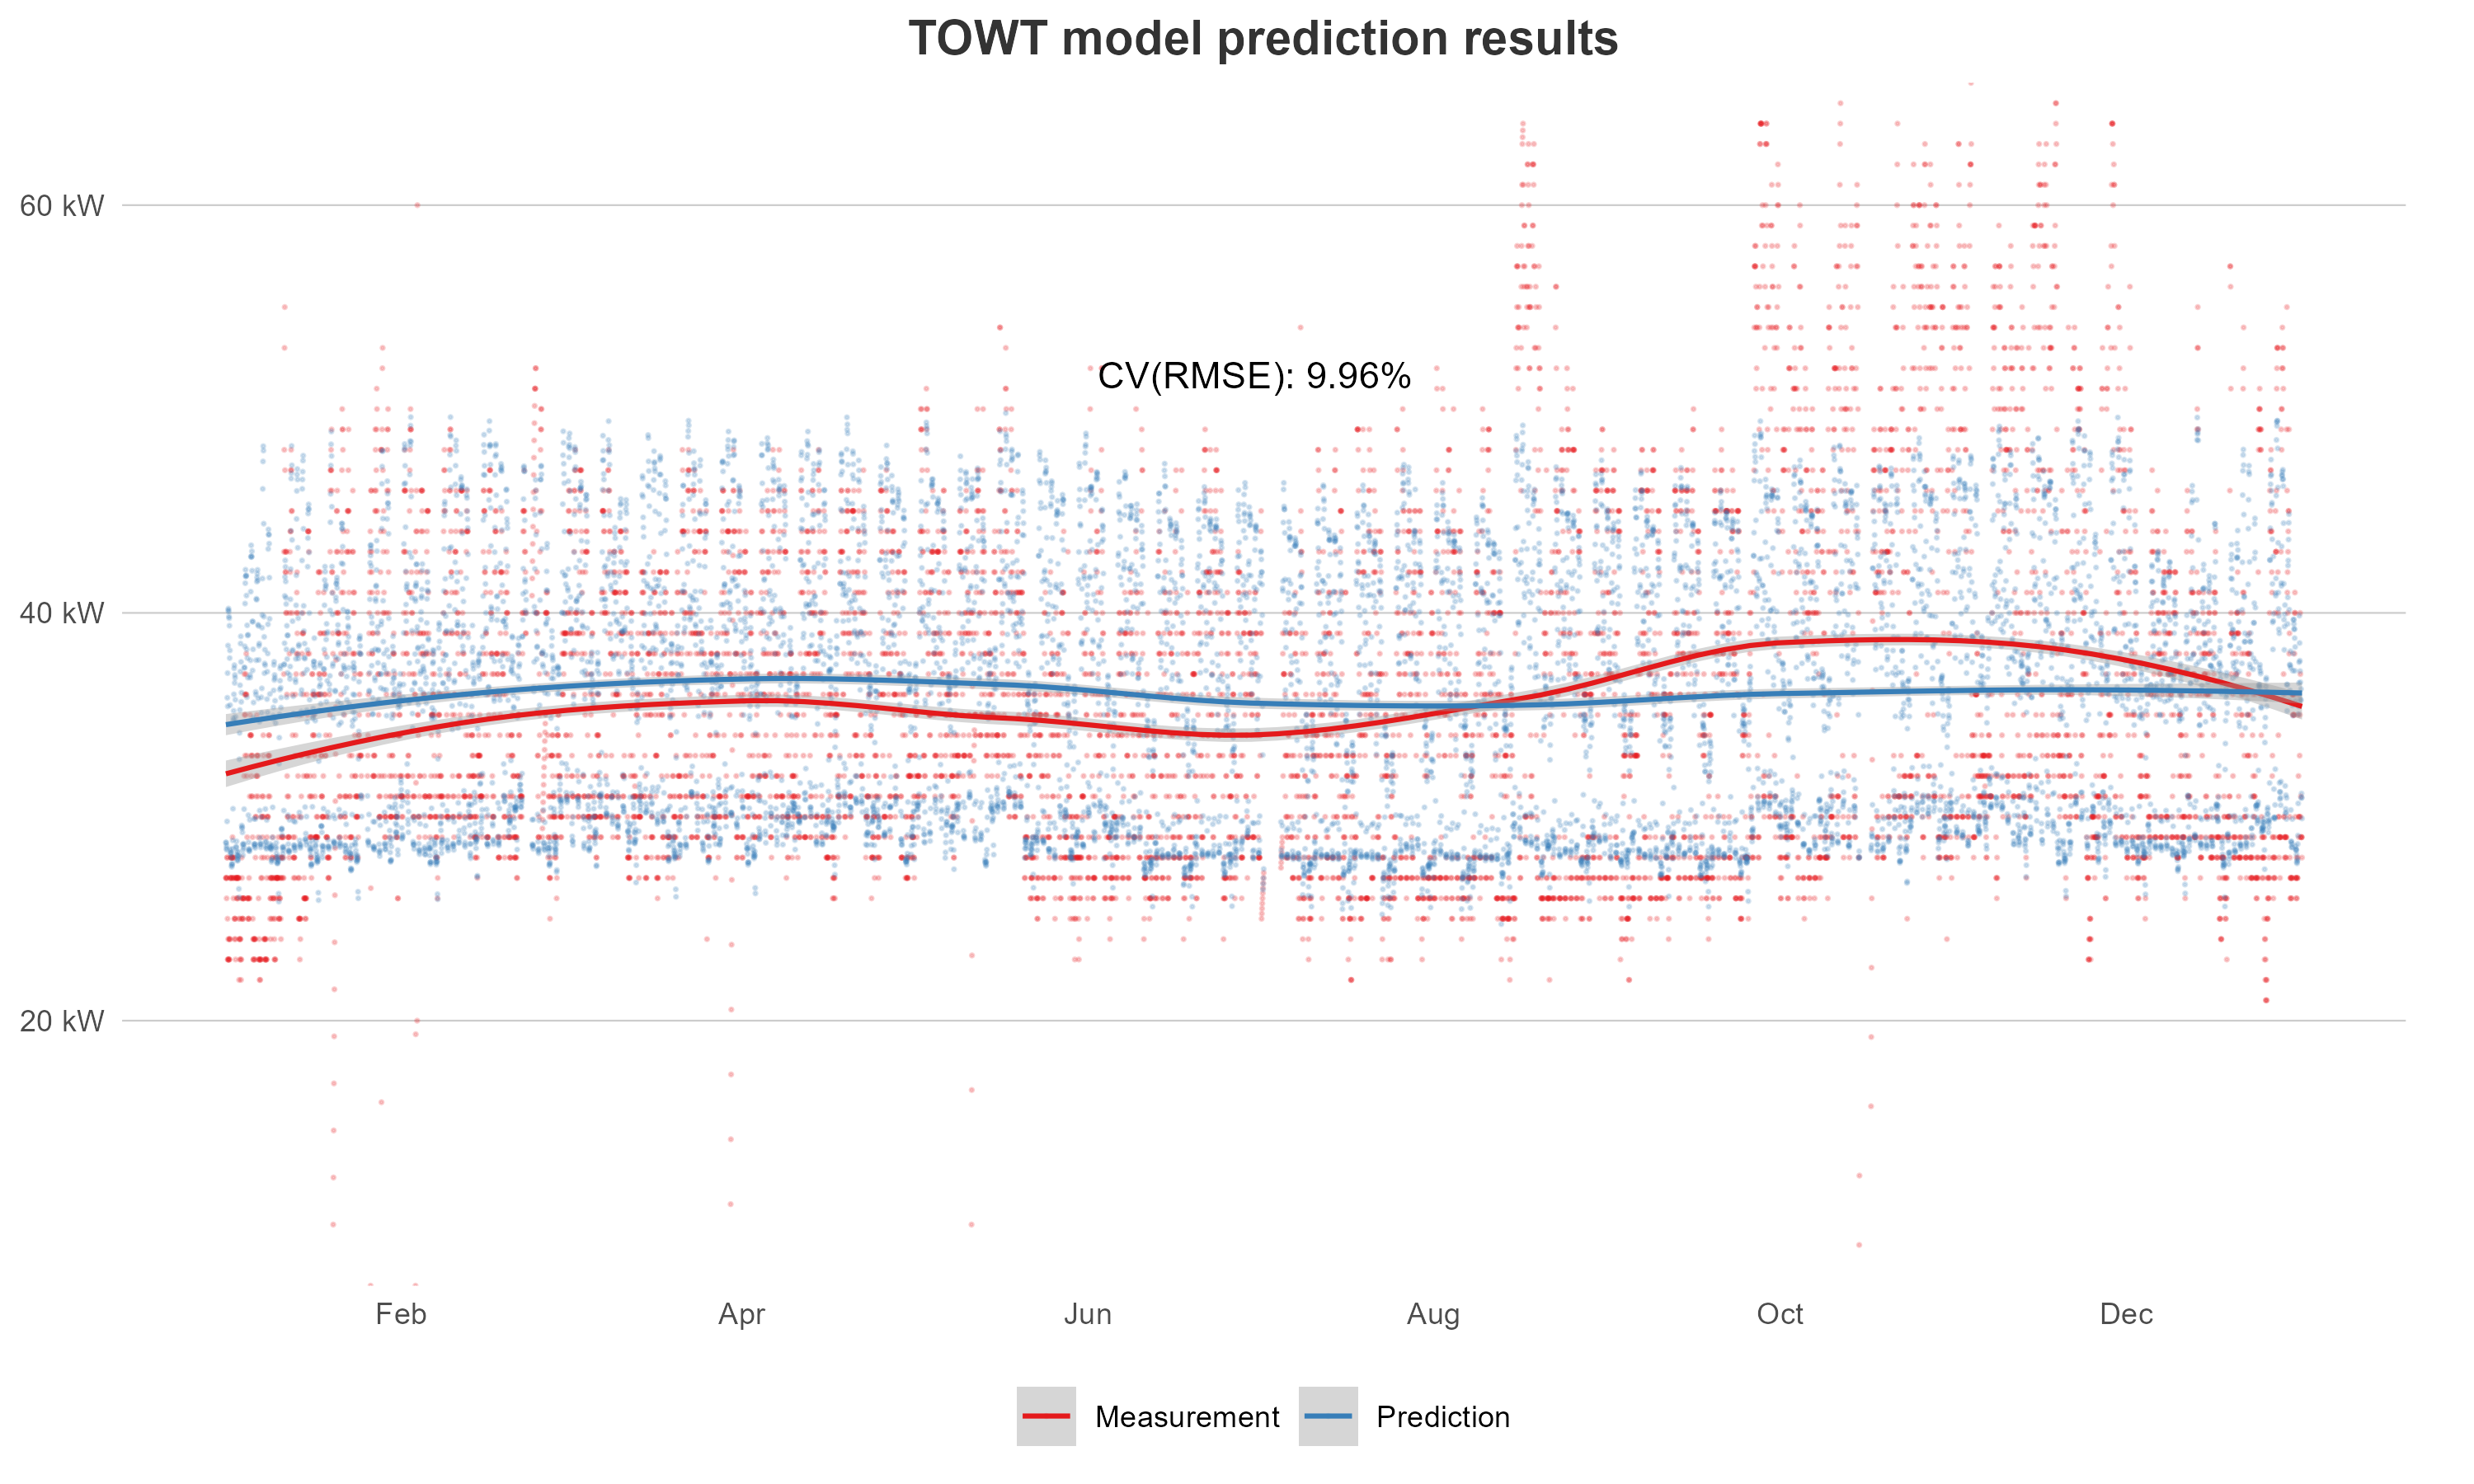 TOWT model prediction results
60 kW
CV(RMSE): 9.96%
40 kW
20 kW
Feb Apr Jun Aug Oct Dec
Measurement Prediction